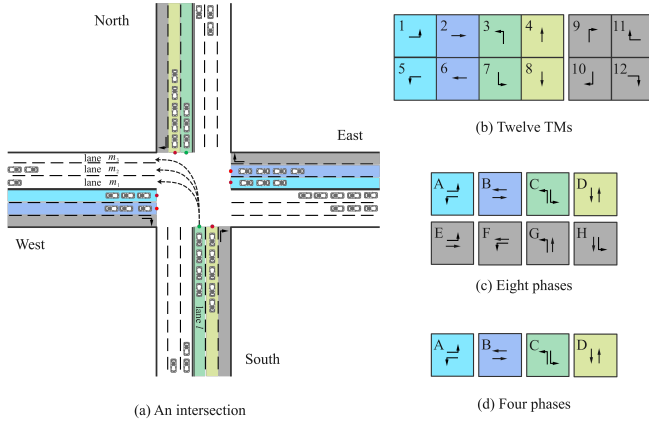 North
East
lane m3
lane m2
lane m1
West
lane l
South
(a) An intersection
1 2 3 4 9 11
5 6 7 8 10 12
(b) Twelve TMs
A B C D
E F G H
(c) Eight phases
A B C D
(d) Four phases